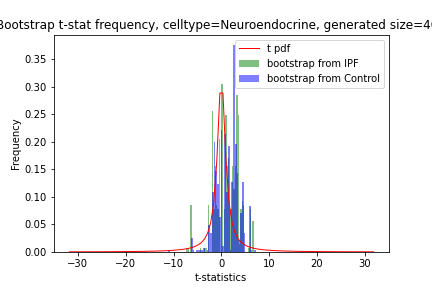 Bootstrap t-stat frequency, celltype=Neuroendocrine, generated size=40
t pdf
bootstrap from IPF
bootstrap from Control
Frequency
0.35
0.30
0.25
0.20
0.15
0.10
0.05
0.00
−30 −20 −10 0 10 20 30
t-statistics